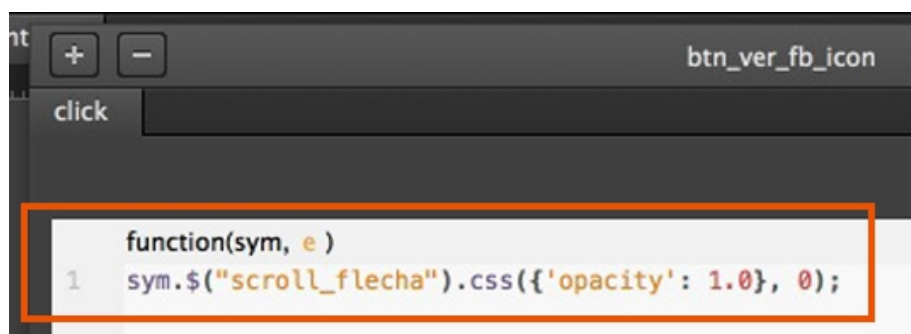 nt
+ - btn_ver_fb_icon
click
function(sym, e )
1 sym.$("scroll_flecha").css({'opacity': 1.0}, 0);